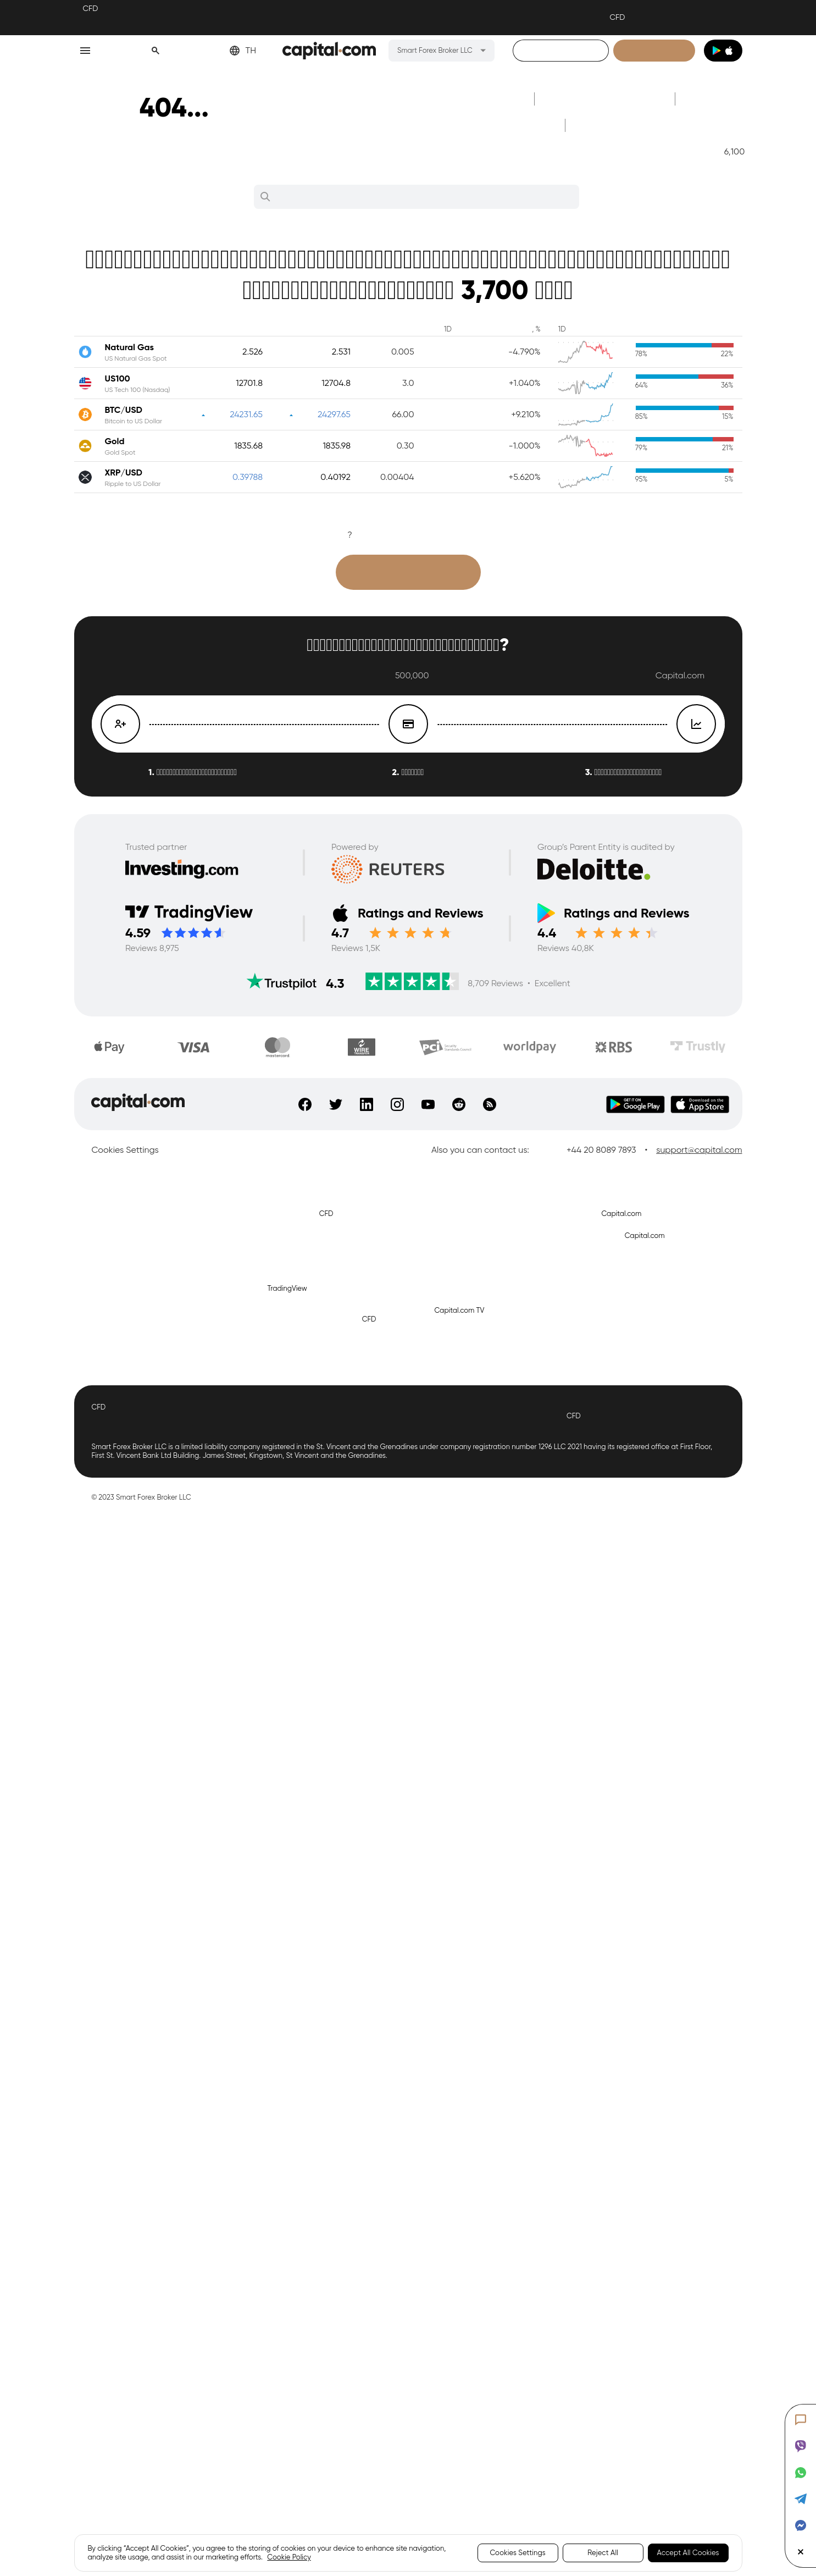 CFD
CFD
TH
capital.com
Smart Forex Broker LLC
404...
6,100
3,700
1D , % 1D
Natural Gas 2.526 2.531 0.005 -4.790% 78% 22%
US Natural Gas Spot
US100 12701.8 12704.8 3.0 +1.040% 64% 36%
US Tech 100 (Nasdaq)
BTC/USD - 24231.65 - 24297.65 66.00 +9.210% 85% 15%
Bitcoin to US Dollar
Gold 1835.68 1835.98 0.30 -1.000% 79% 21%
Gold Spot
XRP/USD 0.39788 0.40192 0.00404 +5.620% 95% 5%
Ripple to US Dollar
?
?
500,000 Capital.com
1. 2. 3.
Trusted partner Powered by Group's Parent Entity is audited by
Investing.com REUTERS Deloitte.
TradingView Ratings and Reviews Ratings and Reviews
4.59 4.7 4.4
Reviews 8,975 Reviews 1,5K Reviews 40,8K
Trustpilot 4.3 8,709 Reviews • Excellent
Pay VISA mastercard WIRE PCI worldpay RBS Trustly
capital.com GET IT ON Google Play Download on the App Store
Cookies Settings Also you can contact us: +44 20 8089 7893 • support@capital.com
CFD Capital.com
Capital.com
TradingView
Capital.com TV
CFD
CFD
CFD
Smart Forex Broker LLC is a limited liability company registered in the St. Vincent and the Grenadines under company registration number 1296 LLC 2021 having its registered office at First Floor,
First St. Vincent Bank Ltd Building. James Street, Kingstown, St Vincent and the Grenadines.
© 2023 Smart Forex Broker LLC
By clicking "Accept All Cookies", you agree to the storing of cookies on your device to enhance site navigation,
analyze site usage, and assist in our marketing efforts. Cookie Policy
Cookies Settings Reject All Accept All Cookies